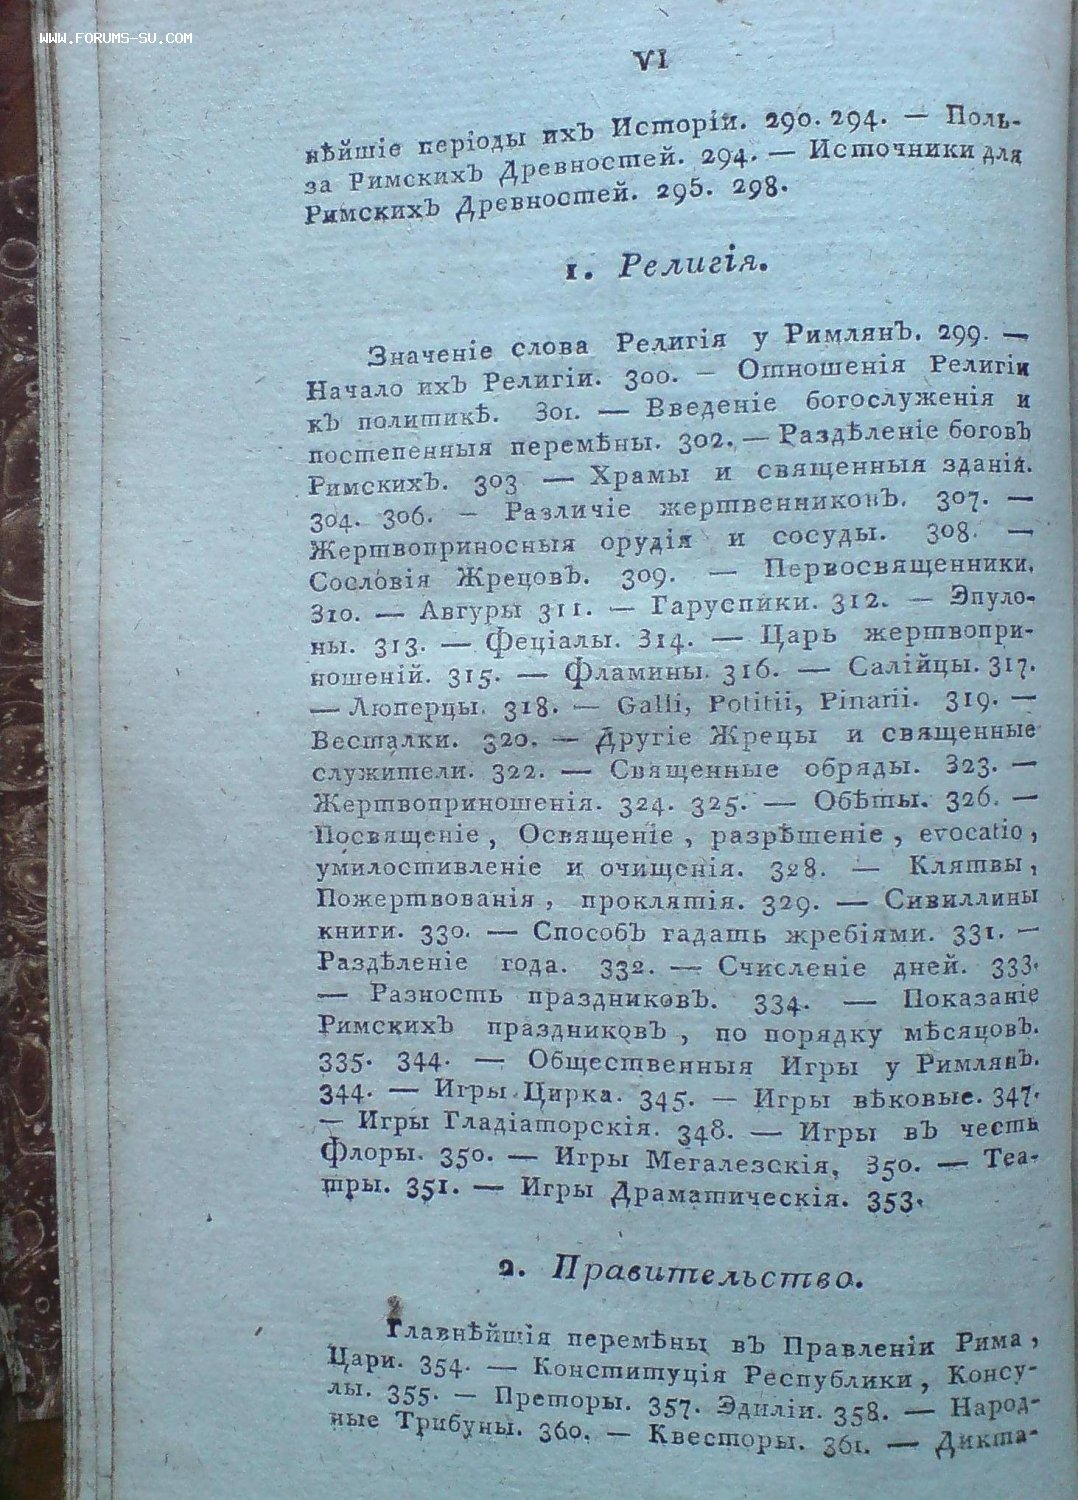 WWW.FORUMS-SU.COM
VI
нѣйшіе періоды ихЪ Исторіи. 290. 294. — Поль-
за РимскихЪ Древностей. 294. — Источники для
РимскихЪ Древностей. 295. 298.
1. Религія.
Значеніе слова Религія у РимлянЪ. 299. —
Начало ихЪ Религіи. 300. — Отношенія Религіи
кЪ политикѣ. 301. — Введеніе богослуженія и
постепенныя перемѣны. 302. — Раздѣленіе боговЪ
РимскихЪ. 303 — Храмы и священныя зданія.
304. 306. — Различіе жертвенниковЪ. 307. —
Жертвоприносныя орудія и сосуды. 308. —
Сословія ЖрецовЪ. 309. — Первосвященники.
310. — Авгуры 311. — Гаруспики. 312. — Эпуло-
ны. 313. — Феціалы. 314. — Царь жертвопри-
ношеній. 315. — Фламины. 316. — Салійцы. 317.
— Люперцы. 318. — Galli, Potitii, Pinarii. 319. —
Весталки. 320. — Другіе Жрецы и священные
служители. 322. — Священные обряды. 323. —
Жертвоприношенія. 324. 325. — Обѣты. 326. —
Посвященіе, Освященіе, разрѣшеніе, evocatio,
умилостивленіе и очищенія. 328. — Клятвы,
Пожертвованія, проклятія. 329. — Сивиллины
книги. 330. — СпособЪ гадать жребіями. 331. —
Раздѣленіе года. 332. — Счисленіе дней. 333.
— Разность праздниковЪ. 334. — Показаніе
РимскихЪ праздниковЪ, по порядку мѣсяцовЪ.
335. 344. — Общественныя Игры у РимлянЪ.
344. — Игры Цирка. 345. — Игры вѣковые. 347.
— Игры Гладіаторскія. 348. — Игры вЪ честь
Флоры. 350. — Игры Мегалезскія, 350. — Теа-
тры. 351. — Игры Драматическія. 353.
2. Правительство.
Главнѣйшія перемѣны вЪ Правленіи Рима,
Цари. 354. — Конституція Республики, Консу-
лы. 355. — Преторы. 357. Эдиліи. 358. — Народ-
ные Трибуны. 360. — Квесторы. 361. — Дикта-